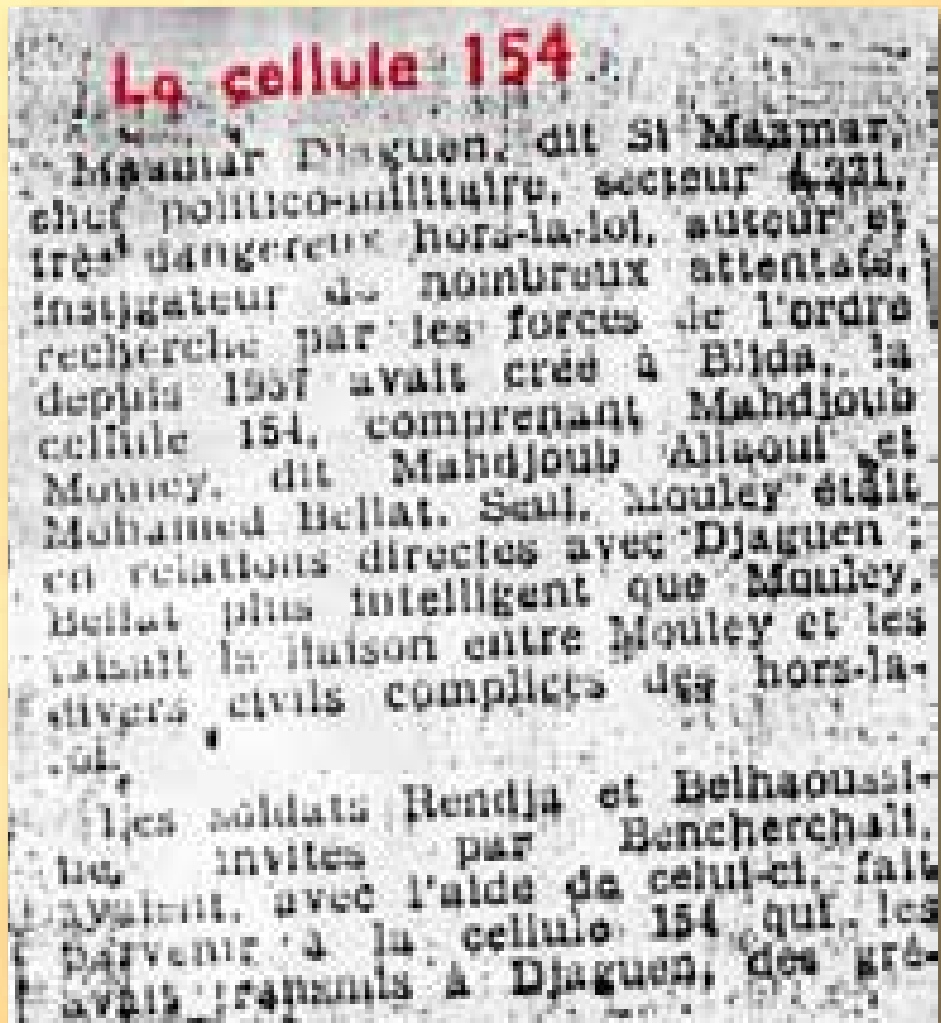 La cellule 154
Maamar Djaguen, dit Si Maamar,
chef politico-militaire, secteur 4.221,
très dangereux hors-la-loi, auteur et
instigateur de nombreux attentats,
recherché par les forces de l'ordre
depuis 1957 avait créé à Blida, la
cellule 154, comprenant Mahdjoub
Mouley, dit Mahdjoub Allaoui et
Mohamed Bellat. Seul, Mouley était
en relations directes avec Djaguen ;
Bellat plus intelligent que Mouley,
faisait la liaison entre Mouley et les
divers civils complices des hors-la-
loi.
Les soldats Rendja et Belhaoussi-
ne, invités par Bencherchali,
avaient, avec l'aide de celui-ci, fait
parvenir à la cellule 154 qui les
avait transmis à Djaguen, des gre-